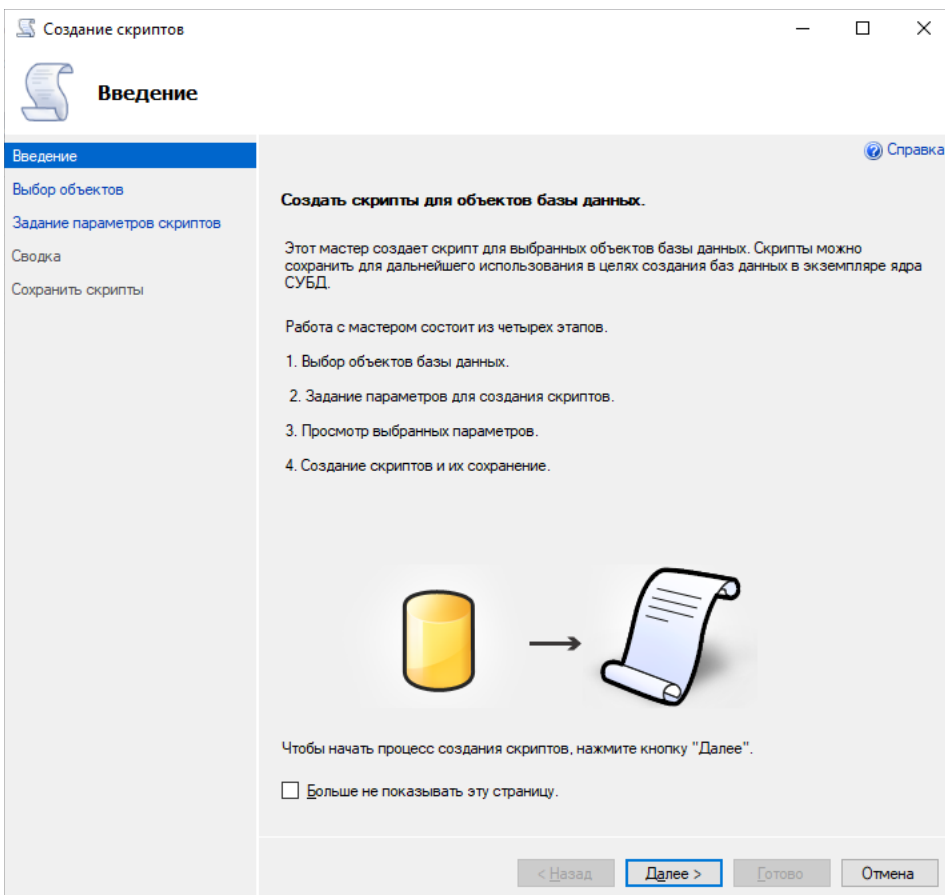 Создание скриптов
Введение
Введение
Выбор объектов
Задание параметров скриптов
Сводка
Сохранить скрипты
Справка
Создать скрипты для объектов базы данных.
Этот мастер создает скрипт для выбранных объектов базы данных. Скрипты можно
сохранить для дальнейшего использования в целях создания баз данных в экземпляре ядра
СУБД.
Работа с мастером состоит из четырех этапов.
1. Выбор объектов базы данных.
2. Задание параметров для создания скриптов.
3. Просмотр выбранных параметров.
4. Создание скриптов и их сохранение.
Чтобы начать процесс создания скриптов, нажмите кнопку "Далее".
Больше не показывать эту страницу.
< Назад
Далее >
Готово
Отмена